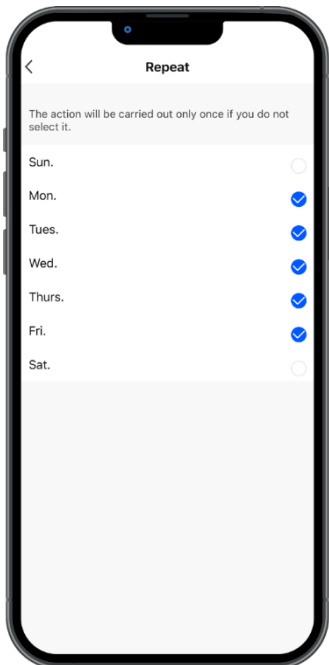 Repeat
The action will be carried out only once if you do not
select it.
Sun.
Mon.
Tues.
Wed.
Thurs.
Fri.
Sat.